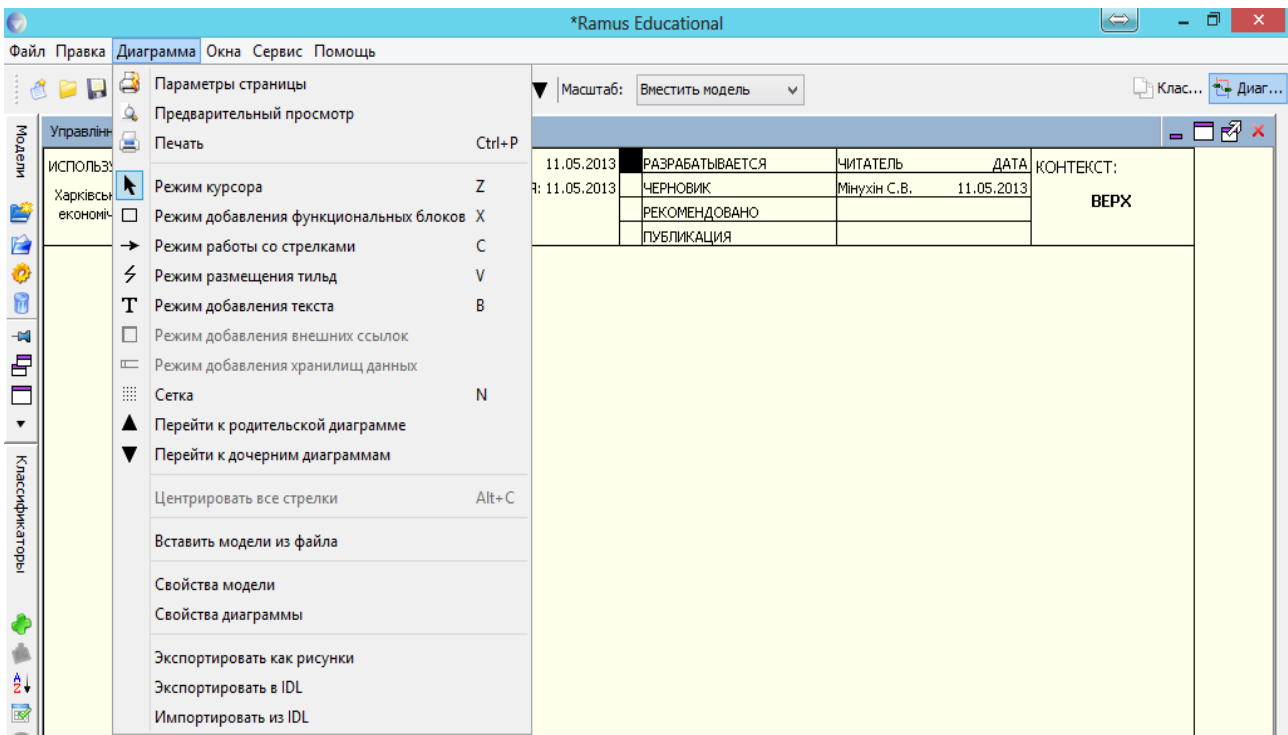 *Ramus Educational
Файл Правка Диаграмма Окна Сервис Помощь
Масштаб: Вместить модель
Клас... Диаг...
Модели
Классификаторы
Параметры страницы
Предварительный просмотр
Печать Ctrl+P
Режим курсора Z
Режим добавления функциональных блоков X
Режим работы со стрелками C
Режим размещения тильд V
Режим добавления текста B
Режим добавления внешних ссылок
Режим добавления хранилищ данных
Сетка N
Перейти к родительской диаграмме
Перейти к дочерним диаграммам
Центрировать все стрелки Alt+C
Вставить модели из файла
Свойства модели
Свойства диаграммы
Экспортировать как рисунки
Экспортировать в IDL
Импортировать из IDL
11.05.2013 РАЗРАБАТЫВАЕТСЯ ЧИТАТЕЛЬ ДАТА КОНТЕКСТ:
: 11.05.2013 ЧЕРНОВИК Мінухін С.В. 11.05.2013
ВЕРХ
РЕКОМЕНДОВАНО
ПУБЛИКАЦИЯ